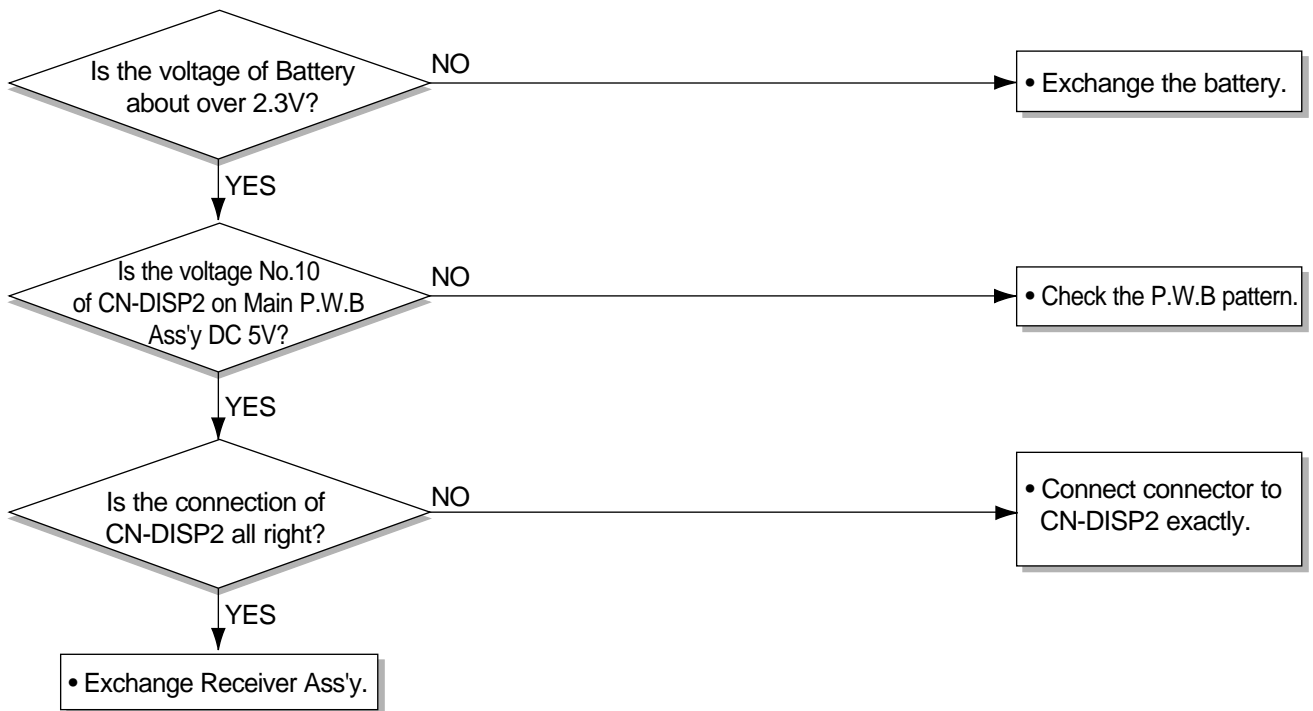 Is the voltage of Battery
about over 2.3V?
NO
• Exchange the battery.
YES
Is the voltage No.10
of CN-DISP2 on Main P.W.B
Ass'y DC 5V?
NO
• Check the P.W.B pattern.
YES
Is the connection of
CN-DISP2 all right?
NO
• Connect connector to
CN-DISP2 exactly.
YES
• Exchange Receiver Ass'y.